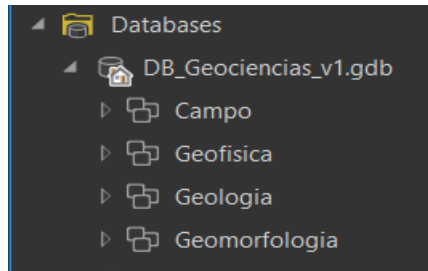 Databases
DB_Geociencias_v1.gdb
Campo
Geofisica
Geologia
Geomorfologia